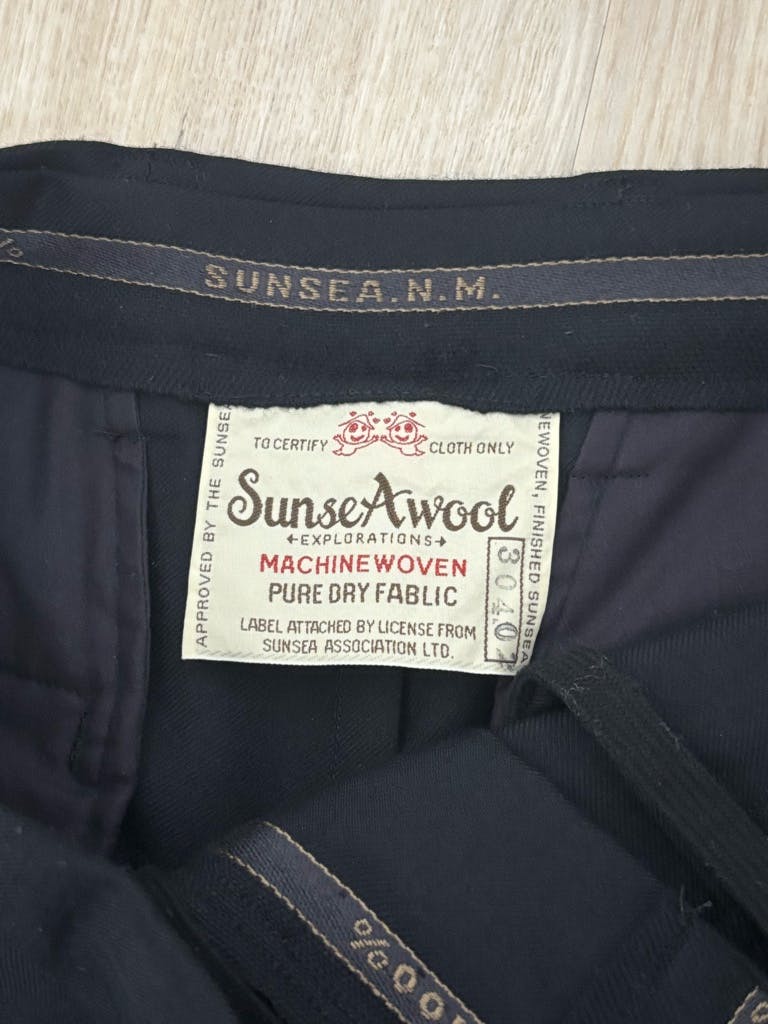 %
SUNSEA.N.M.
TO CERTIFY CLOTH ONLY
SunseAwool
←EXPLORATIONS→
MACHINEWOVEN
PURE DRY FABLIC
LABEL ATTACHED BY LICENSE FROM
SUNSEA ASSOCIATION LTD.
APPROVED BY THE SUNSEA
FINISHED SUNSEA
3040
%00